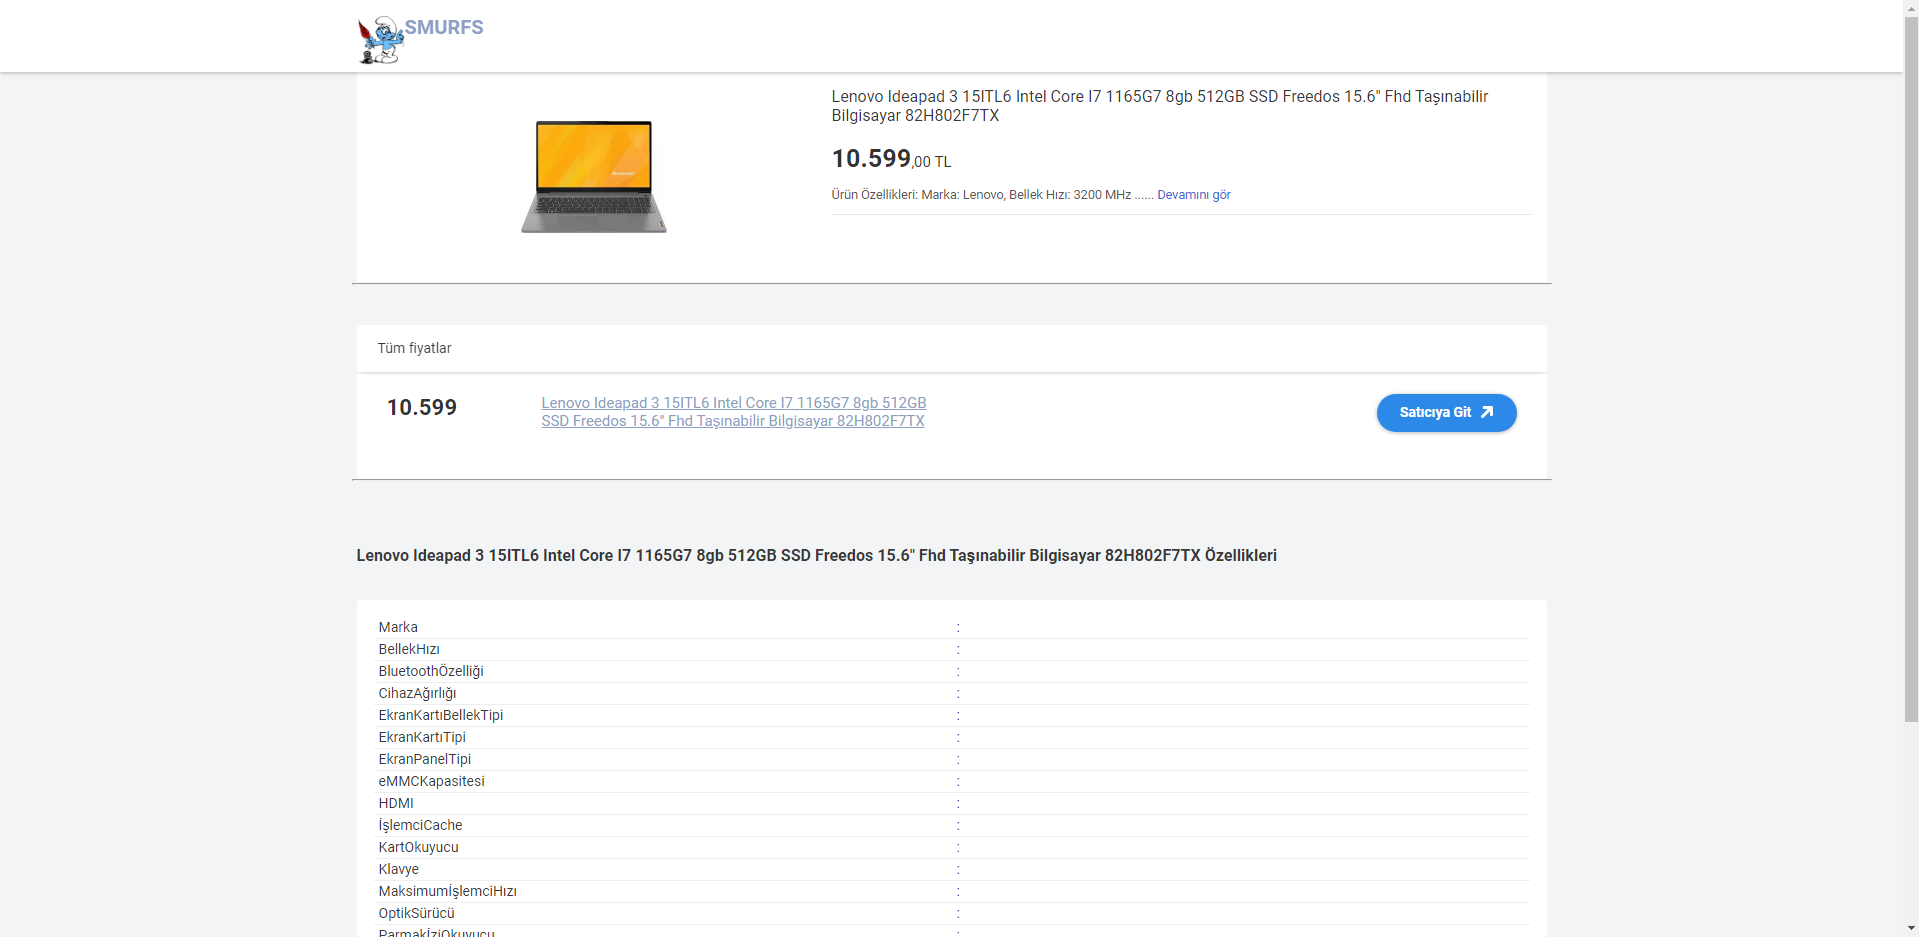 SMURFS
Lenovo Ideapad 3 15ITL6 Intel Core I7 1165G7 8gb 512GB SSD Freedos 15.6" Fhd Taşınabilir
Bilgisayar 82H802F7TX
10.599,00 TL
Ürün Özellikleri: Marka: Lenovo, Bellek Hızı: 3200 MHz ...... Devamını gör
Tüm fiyatlar
10.599
Lenovo Ideapad 3 15ITL6 Intel Core I7 1165G7 8gb 512GB
SSD Freedos 15.6" Fhd Taşınabilir Bilgisayar 82H802F7TX
Satıcıya Git
Lenovo Ideapad 3 15ITL6 Intel Core I7 1165G7 8gb 512GB SSD Freedos 15.6" Fhd Taşınabilir Bilgisayar 82H802F7TX Özellikleri
Marka :
BellekHızı :
BluetoothÖzelliği :
CihazAğırlığı :
EkranKartıBellekTipi :
EkranKartıTipi :
EkranPanelTipi :
eMMCKapasitesi :
HDMI :
İşlemciCache :
KartOkuyucu :
Klavye :
MaksimumİşlemciHızı :
OptikSürücü :
ParmakİziOkuyucu :